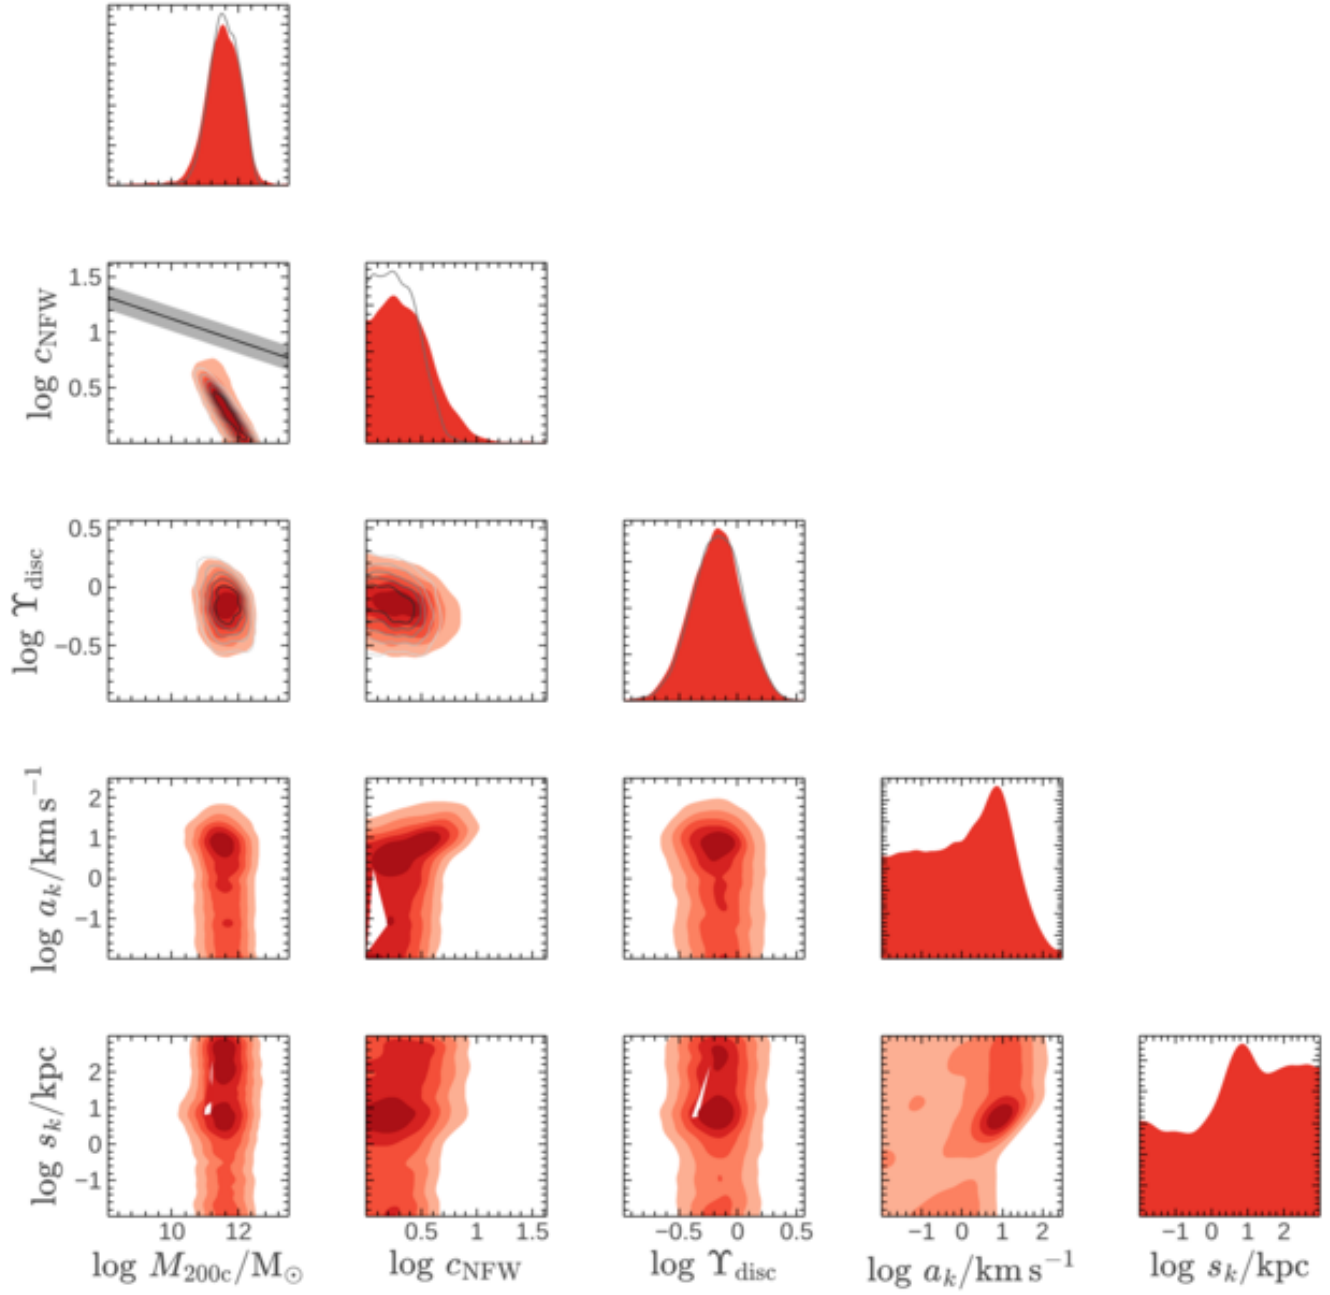 1.5
1
0.5
log c_NFW
0.5
0
−0.5
log ϒ_disc
2
1
0
−1
log a_k/km s⁻¹
2
1
0
−1
log s_k/kpc
10 12
0.5 1 1.5
−0.5 0 0.5
−1 0 1 2
−1 0 1 2
log M_200c/M_⊙
log c_NFW
log ϒ_disc
log a_k/km s⁻¹
log s_k/kpc